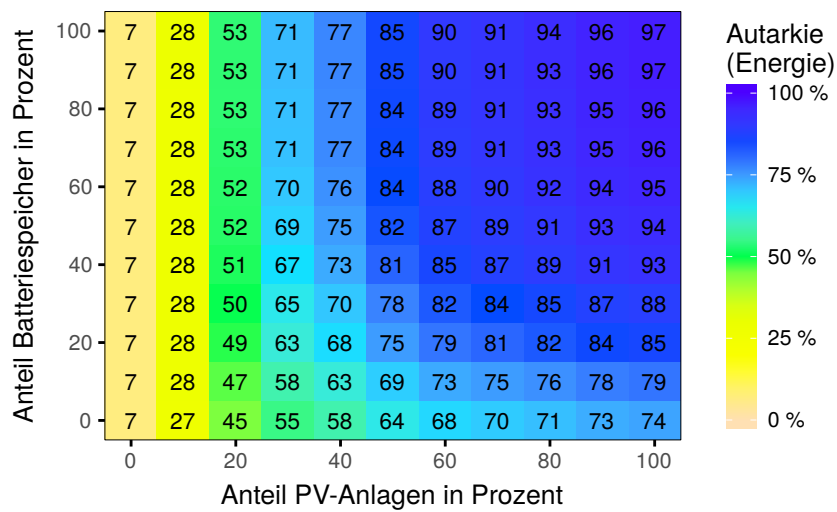 Anteil Batteriespeicher in Prozent
100 7 28 53 71 77 85 90 91 94 96 97
7 28 53 71 77 85 90 91 93 96 97
80 7 28 53 71 77 84 89 91 93 95 96
7 28 53 71 77 84 89 91 93 95 96
60 7 28 52 70 76 84 88 90 92 94 95
7 28 52 69 75 82 87 89 91 93 94
40 7 28 51 67 73 81 85 87 89 91 93
7 28 50 65 70 78 82 84 85 87 88
20 7 28 49 63 68 75 79 81 82 84 85
7 28 47 58 63 69 73 75 76 78 79
0 7 27 45 55 58 64 68 70 71 73 74
0 20 40 60 80 100
Anteil PV-Anlagen in Prozent
Autarkie
(Energie)
100 %
75 %
50 %
25 %
0 %